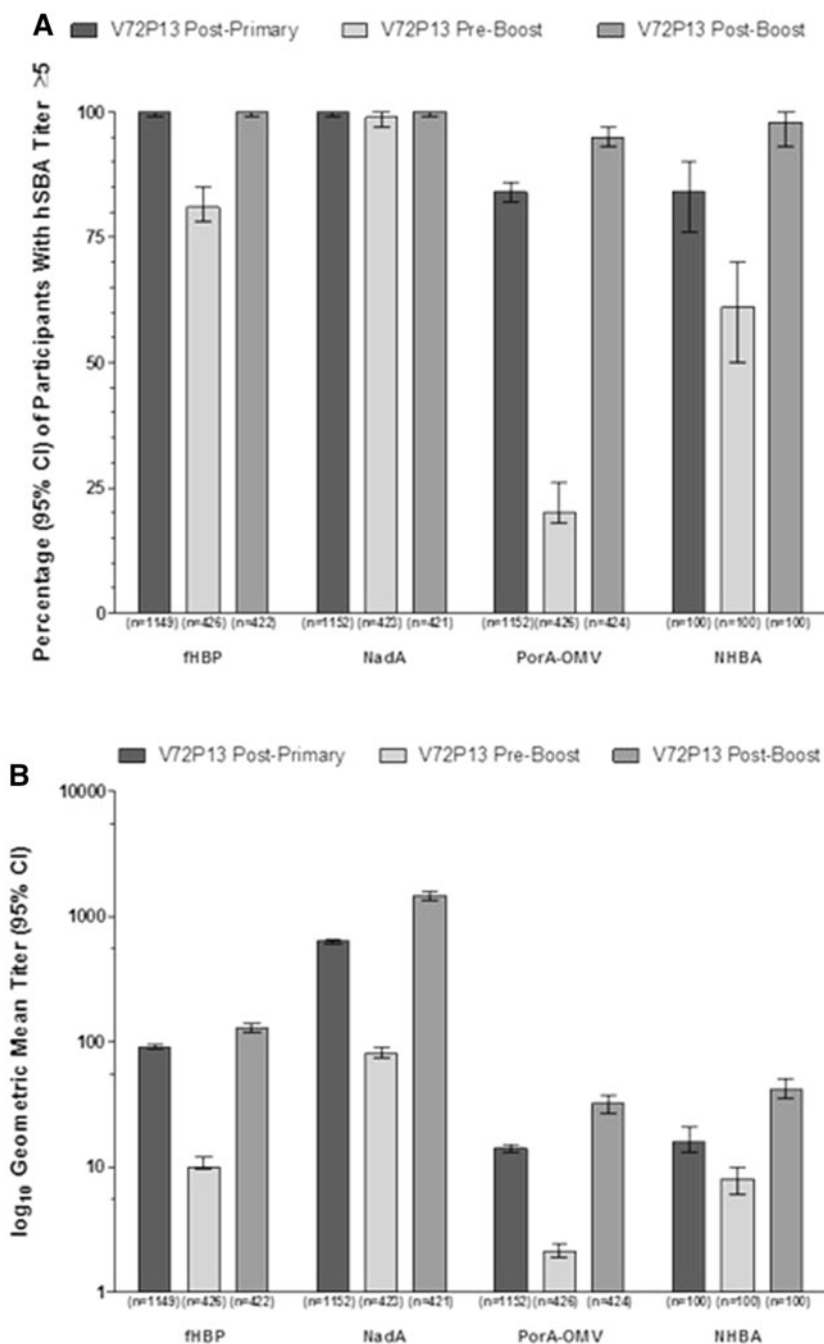 A
V72P13 Post-Primary V72P13 Pre-Boost V72P13 Post-Boost
Percentage (95% CI) of Participants With hSBA Titer ≥5
100
75
50
25
0
(n=1149) (n=426) (n=422) (n=1152) (n=423) (n=421) (n=1152) (n=426) (n=424) (n=100) (n=100) (n=100)
fHBP NadA PorA-OMV NHBA
V72P13 Post-Primary V72P13 Pre-Boost V72P13 Post-Boost
B
log10 Geometric Mean Titer (95% CI)
10000
1000
100
10
1
(n=1149) (n=426) (n=422) (n=1152) (n=423) (n=421) (n=1152) (n=426) (n=424) (n=100) (n=100) (n=100)
fHBP NadA PorA-OMV NHBA